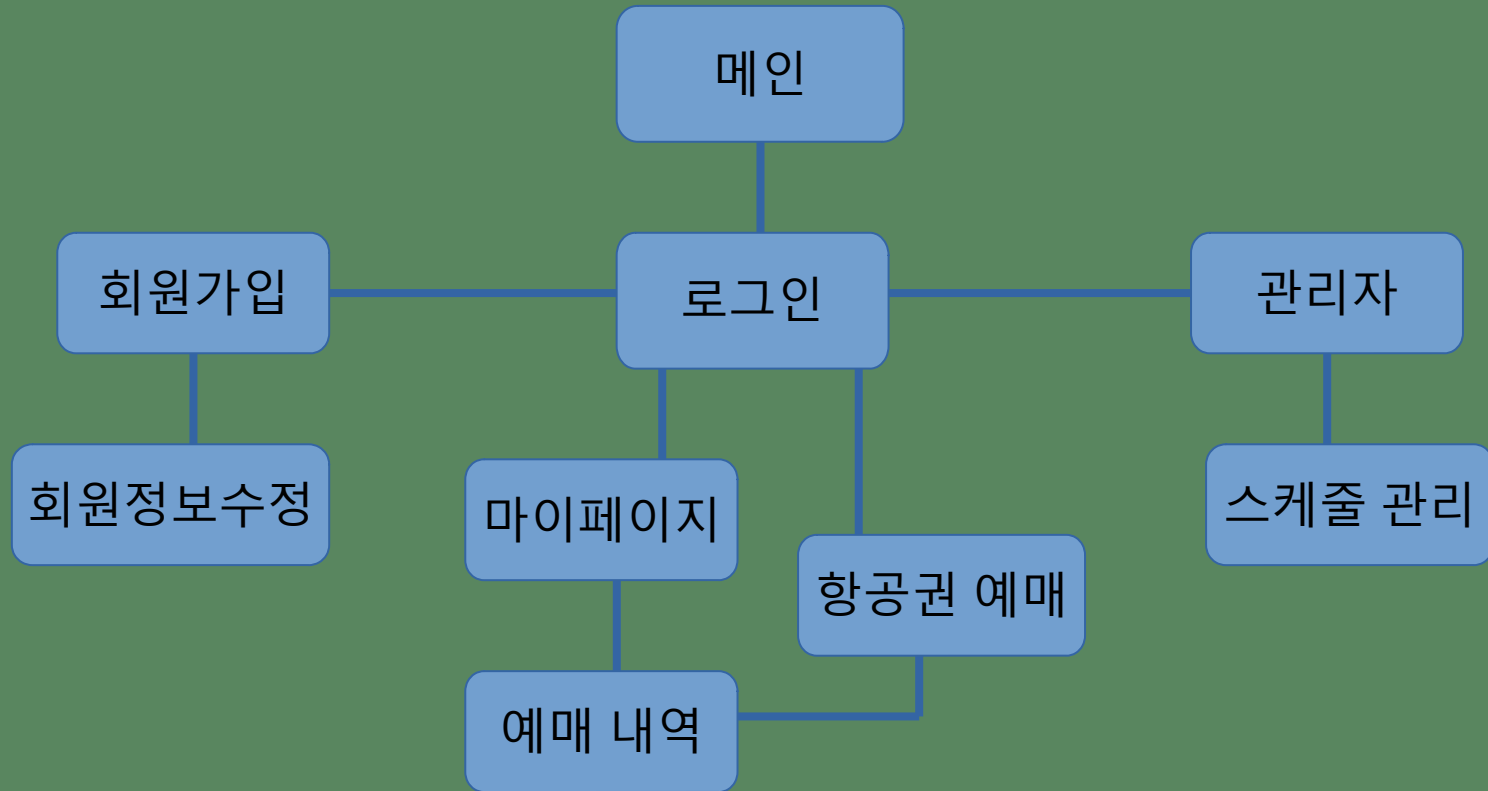 메인
회원가입
로그인
관리자
회원정보수정
마이페이지
스케줄 관리
항공권 예매
예매 내역